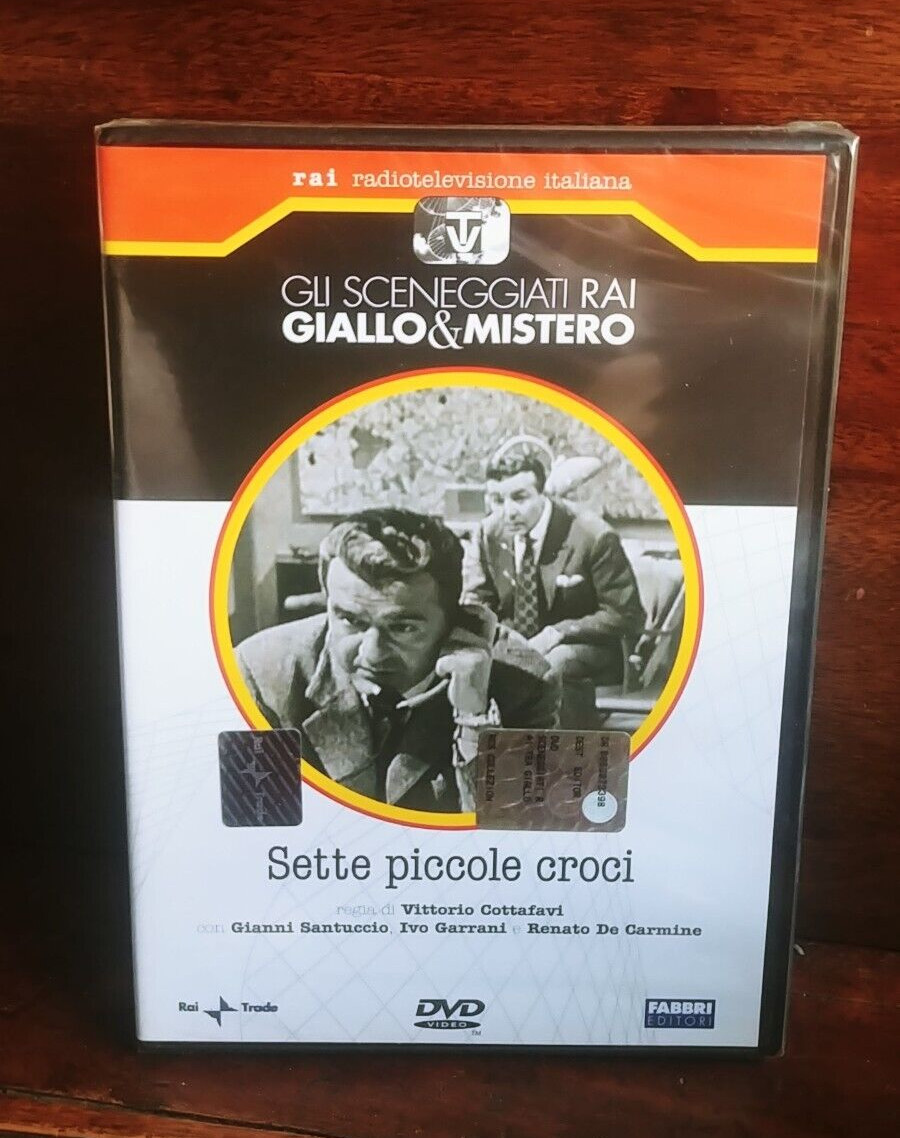 rai radiotelevisione italiana
TV
GLI SCENEGGIATI RAI
GIALLO&MISTERO
Sette piccole croci
regia di Vittorio Cottafavi
con Gianni Santuccio, Ivo Garrani e Renato De Carmine
Rai Trade
DVD
VIDEO
TM
FABBRI
EDITORI